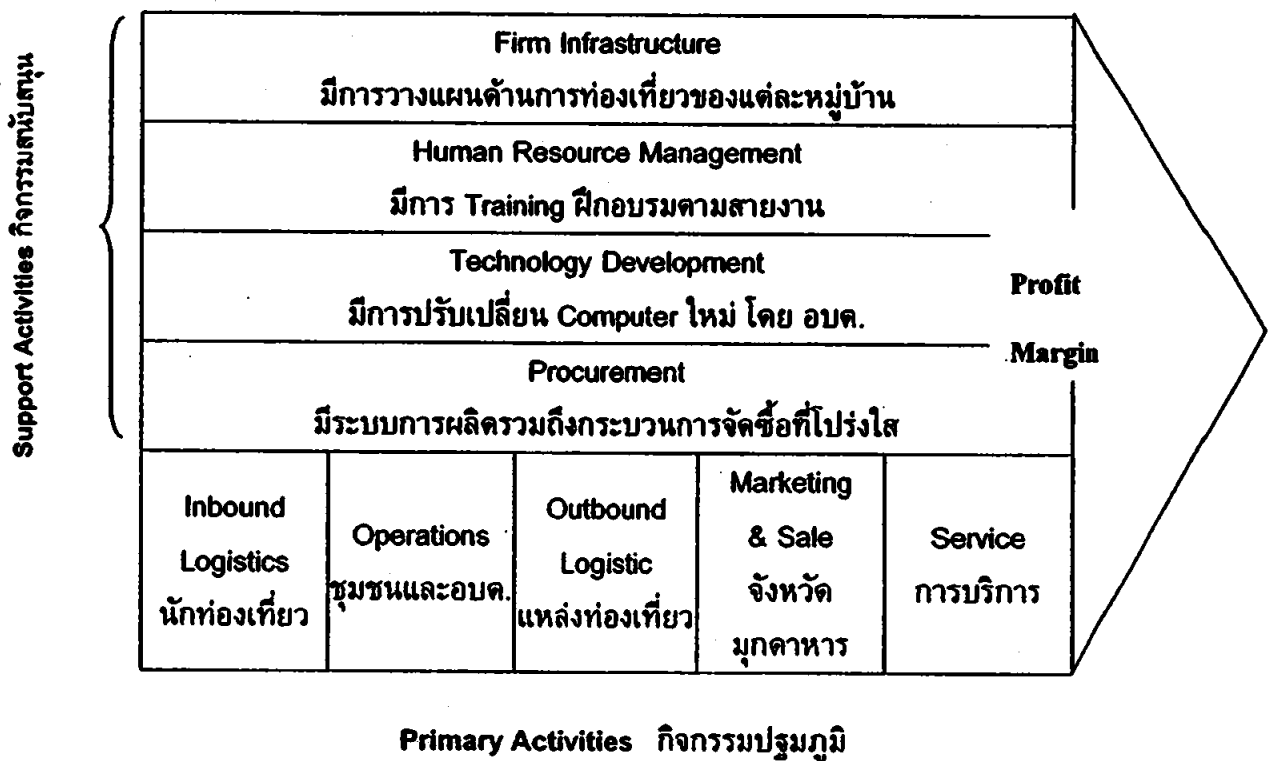 Support Activities กิจกรรมสนับสนุน
Firm Infrastructure
มีการวางแผนด้านการท่องเที่ยวของแต่ละหมู่บ้าน
Human Resource Management
มีการ Training ฝึกอบรมตามสายงาน
Technology Development
มีการปรับเปลี่ยน Computer ใหม่ โดย อบต.
Procurement
มีระบบการผลิตรวมถึงกระบวนการจัดซื้อที่โปร่งใส
Profit
Margin
Inbound
Logistics
นักท่องเที่ยว
Operations
ชุมชนและอบต.
Outbound
Logistic
แหล่งท่องเที่ยว
Marketing
& Sale
จังหวัด
มุกดาหาร
Service
การบริการ
Primary Activities กิจกรรมปฐมภูมิ